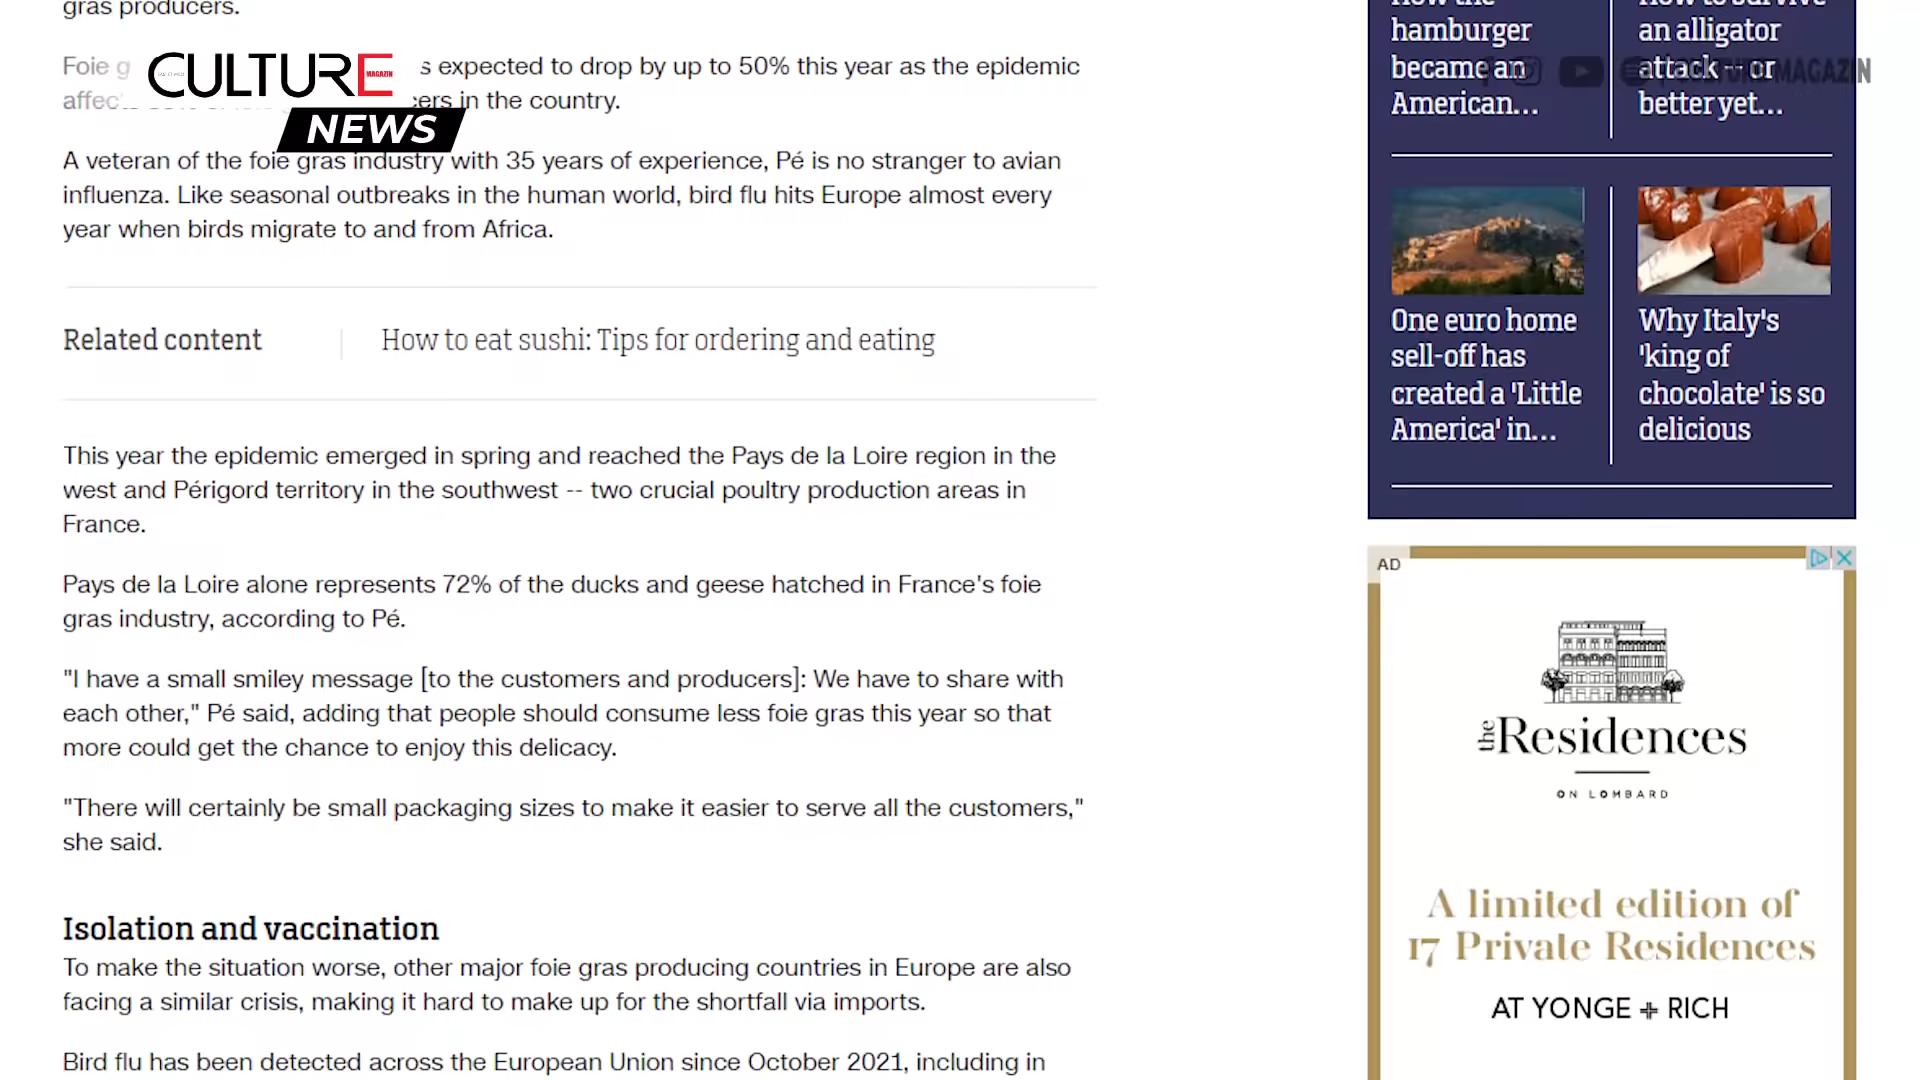 gras producers.
Foie g
s expected to drop by up to 50% this year as the epidemic
affec
cers in the country.
CULTURE
MAGAZIN
NEWS
A veteran of the foie gras industry with 35 years of experience, Pé is no stranger to avian
influenza. Like seasonal outbreaks in the human world, bird flu hits Europe almost every
year when birds migrate to and from Africa.
Related content
How to eat sushi: Tips for ordering and eating
This year the epidemic emerged in spring and reached the Pays de la Loire region in the
west and Périgord territory in the southwest -- two crucial poultry production areas in
France.
Pays de la Loire alone represents 72% of the ducks and geese hatched in France's foie
gras industry, according to Pé.
"I have a small smiley message [to the customers and producers]: We have to share with
each other," Pé said, adding that people should consume less foie gras this year so that
more could get the chance to enjoy this delicacy.
"There will certainly be small packaging sizes to make it easier to serve all the customers,"
she said.
Isolation and vaccination
To make the situation worse, other major foie gras producing countries in Europe are also
facing a similar crisis, making it hard to make up for the shortfall via imports.
Bird flu has been detected across the European Union since October 2021, including in
How the
hamburger
became an
American...
How to survive
an alligator
attack -- or
better yet...
CULTUREMAGAZIN
One euro home
sell-off has
created a 'Little
America' in...
Why Italy's
'king of
chocolate' is so
delicious
AD
the Residences
ON LOMBARD
A limited edition of
17 Private Residences
AT YONGE + RICH